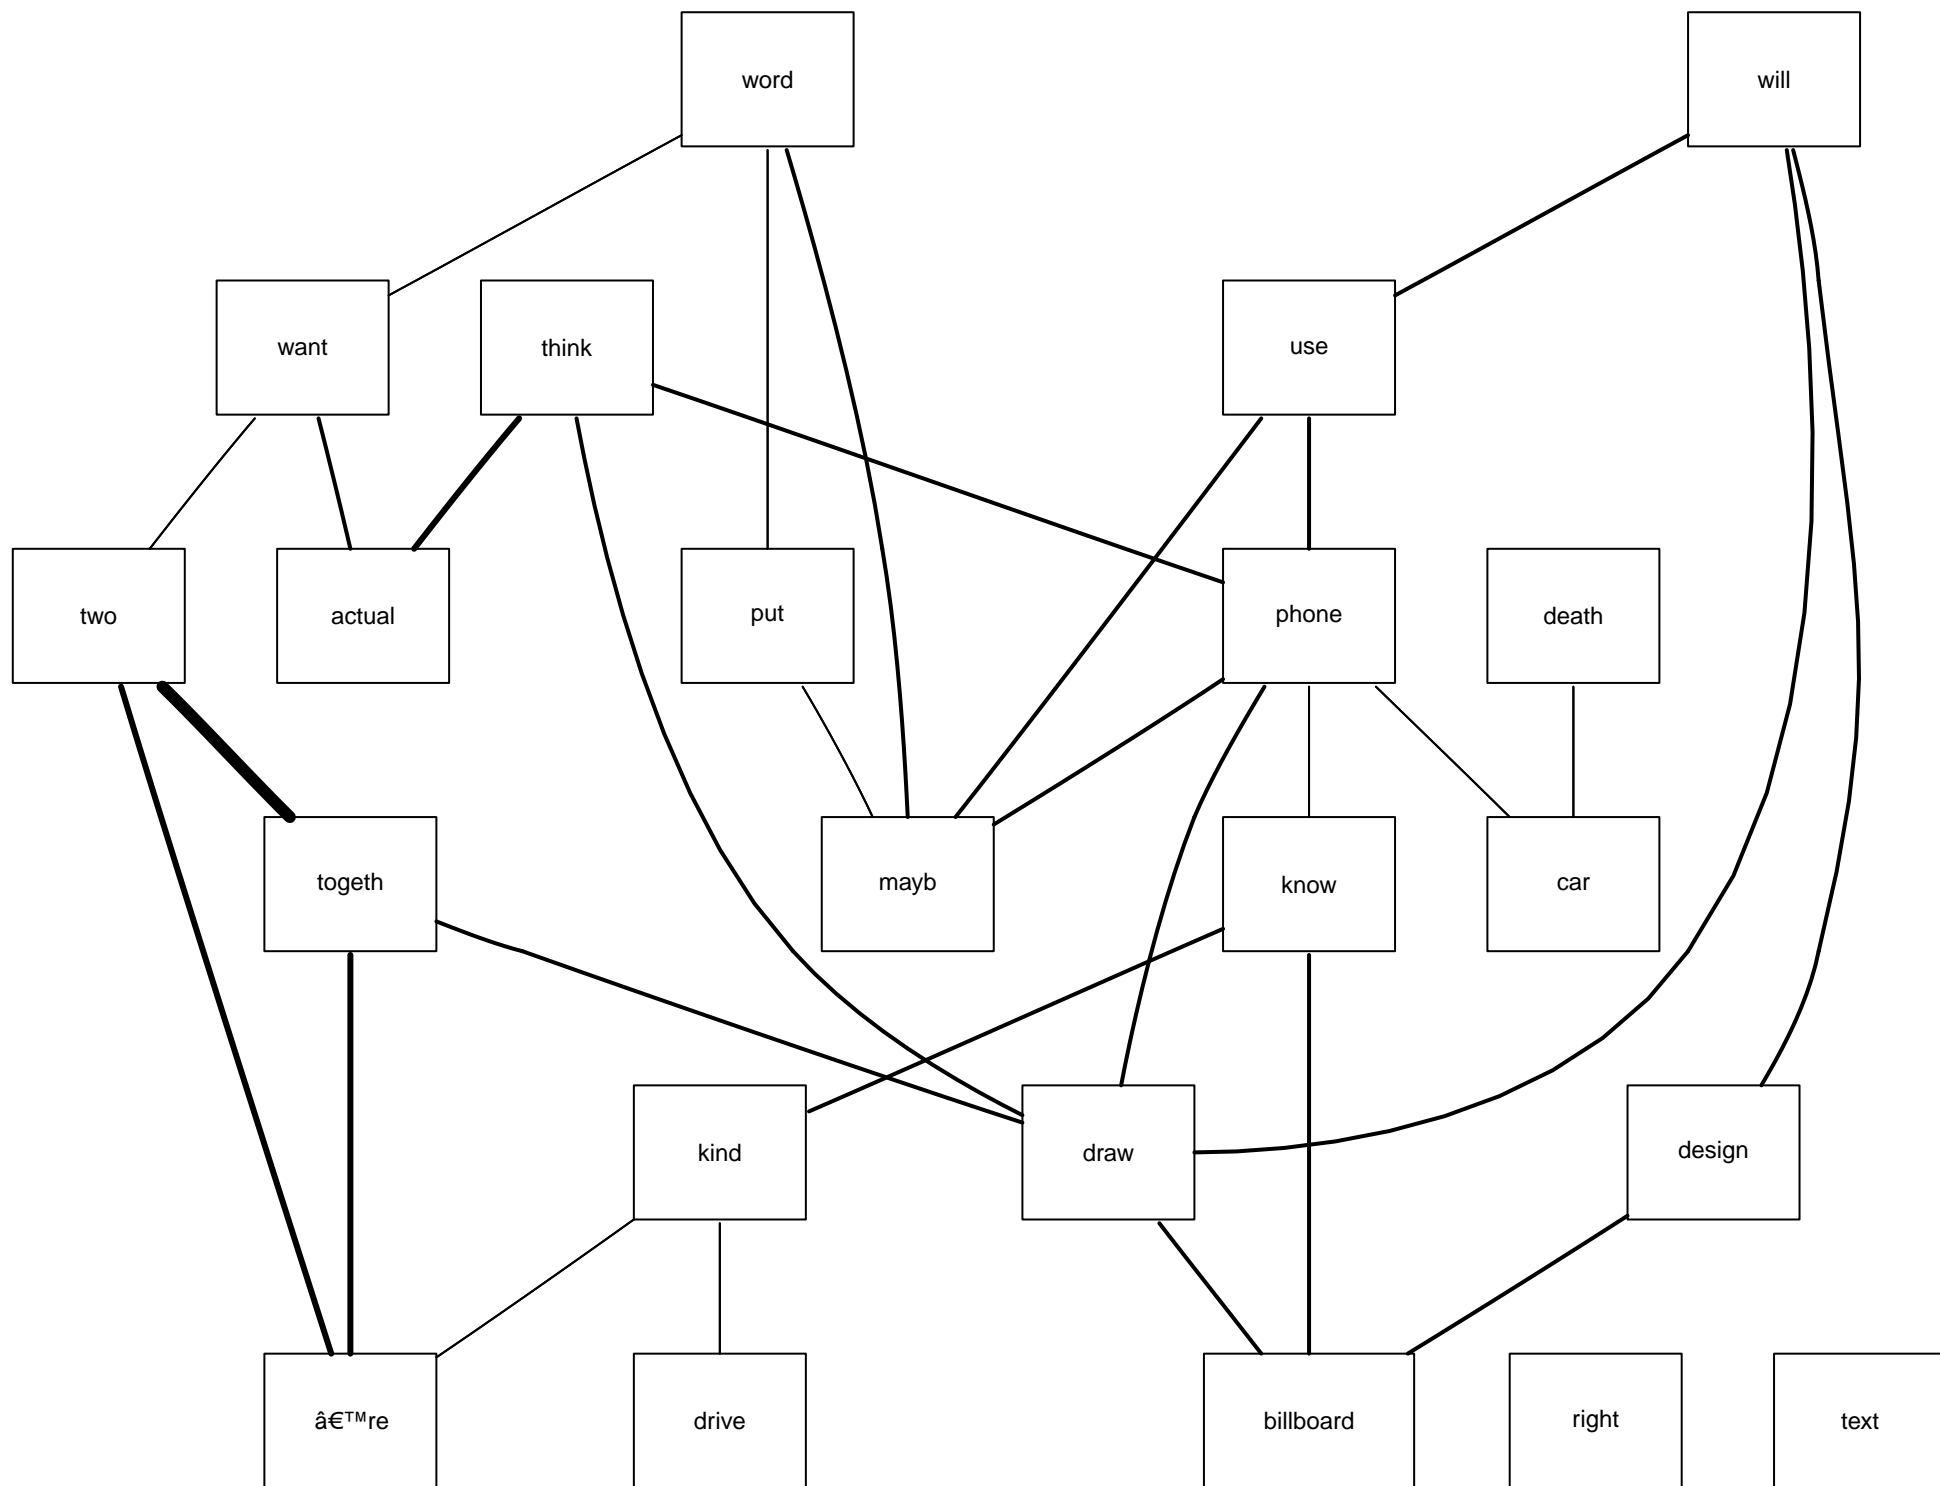 word
will
want
think
use
two
actual
put
phone
death
togeth
mayb
know
car
kind
draw
design
â€™re
drive
billboard
right
text